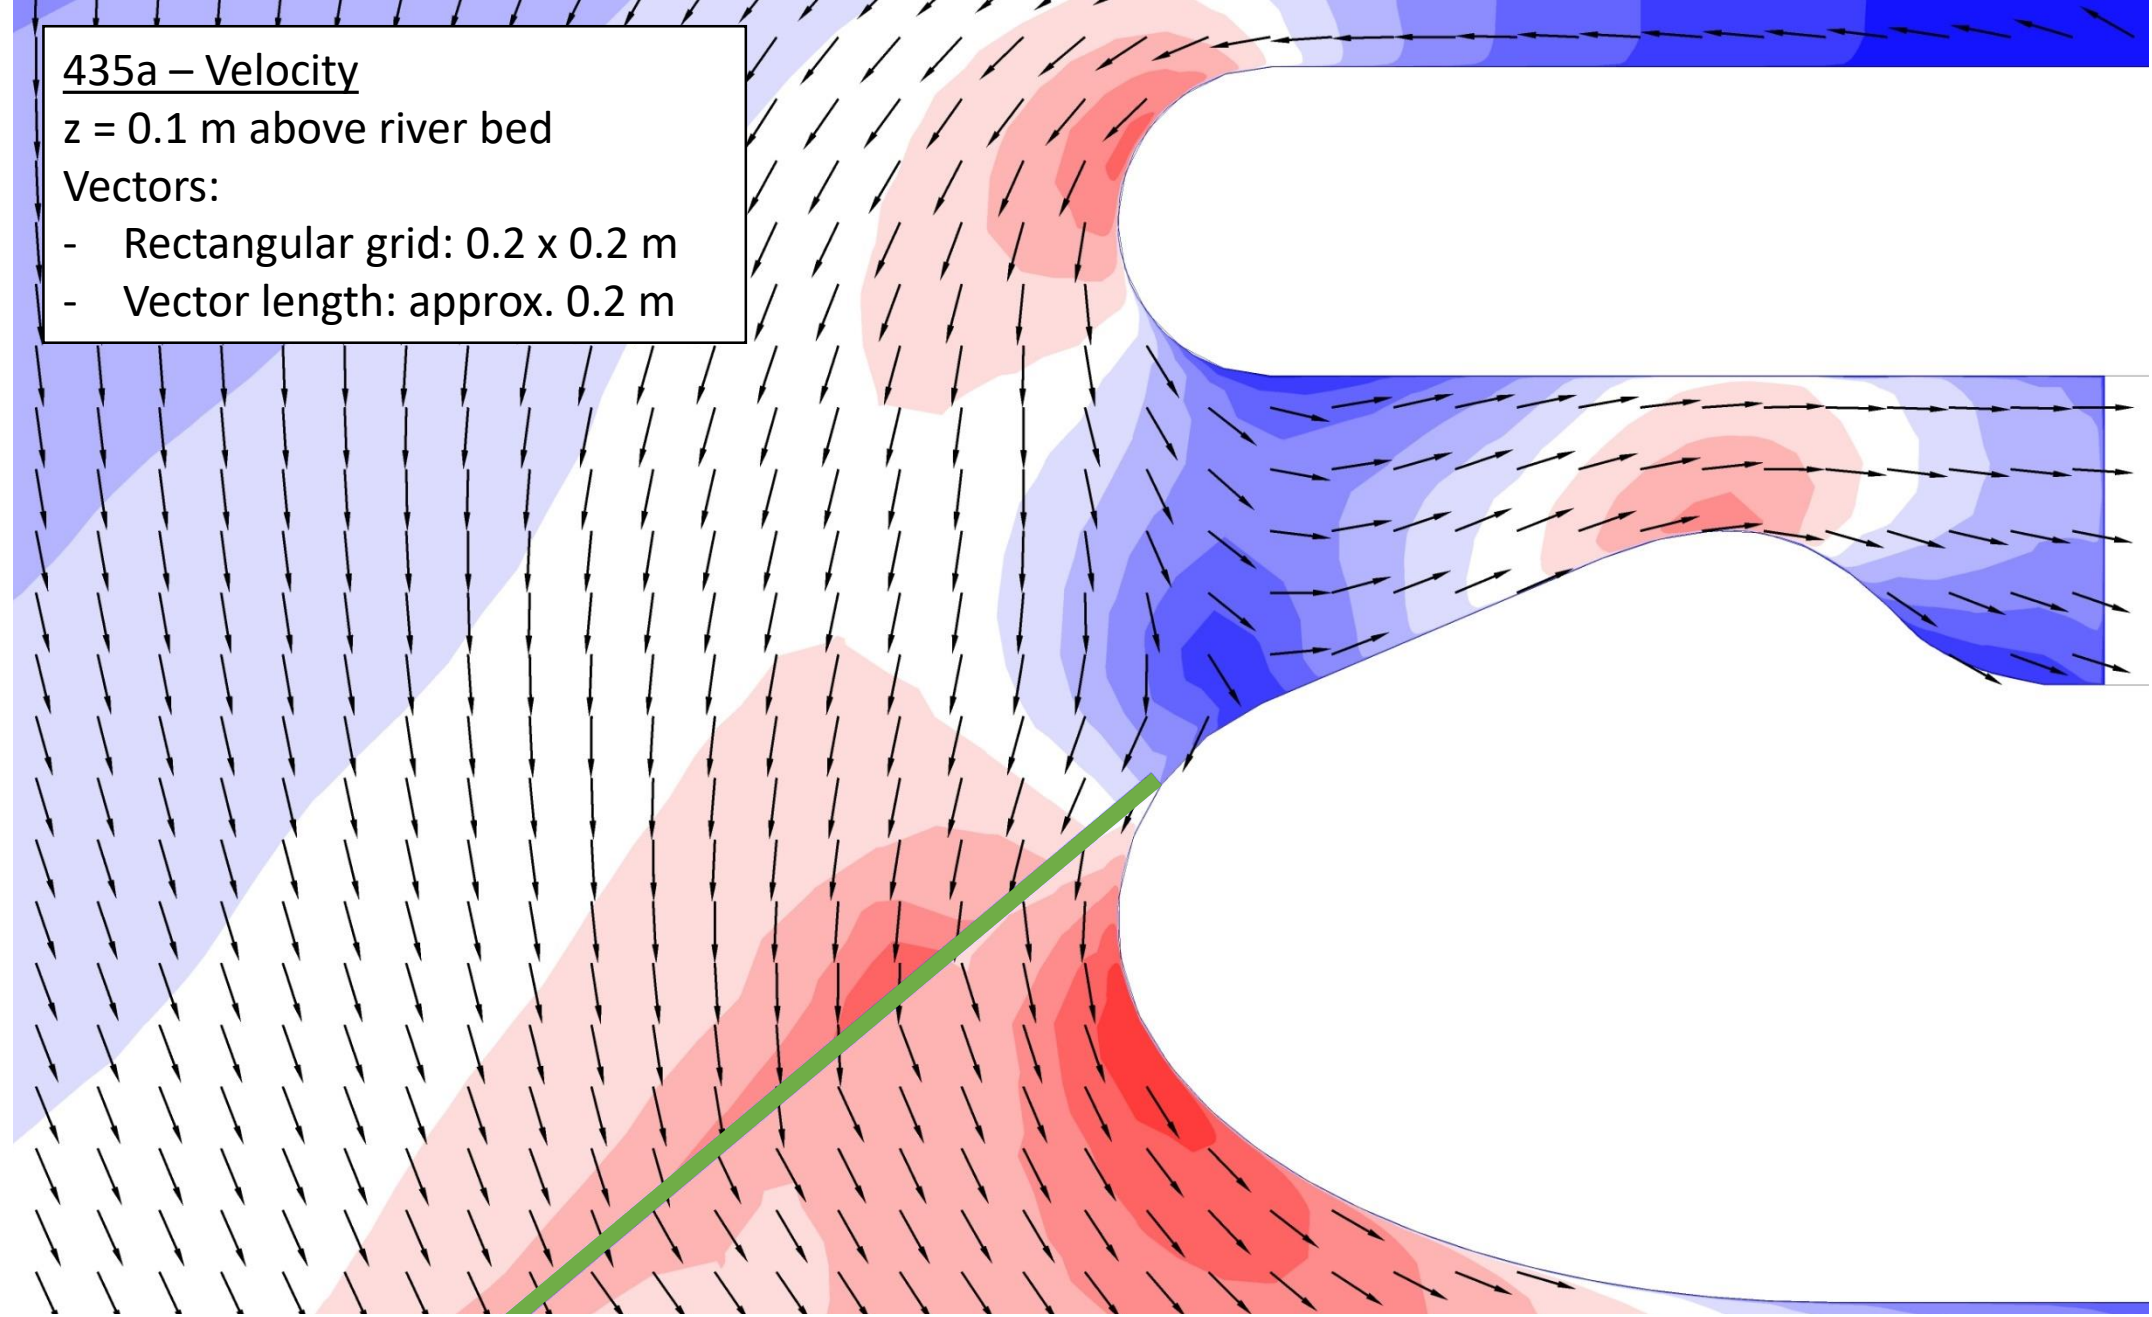 435a – Velocity
z = 0.1 m above river bed
Vectors:
- Rectangular grid: 0.2 x 0.2 m
- Vector length: approx. 0.2 m